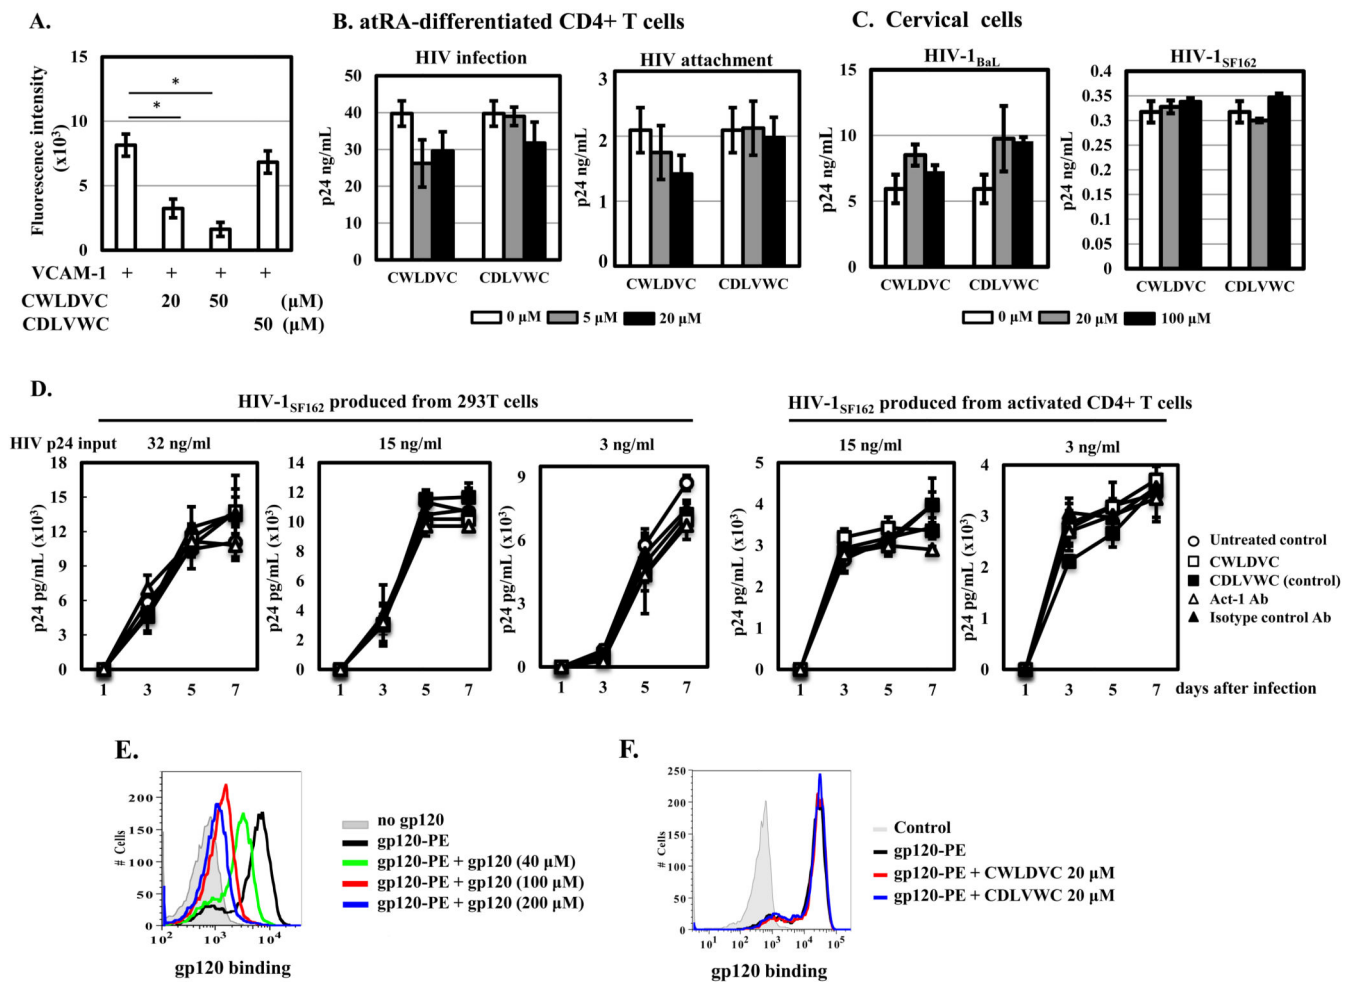 A.
Fluorescence intensity
(x10³)
15
10
5
0
*
*
VCAM-1 + + + +
CWLDVC 20 50 (µM)
CDLVWC 50 (µM)
B. atRA-differentiated CD4+ T cells
HIV infection
p24 ng/mL
50
40
30
20
10
0
CWLDVC CDLVWC
HIV attachment
p24 ng/mL
3
2
1
0
CWLDVC CDLVWC
0 µM 5 µM 20 µM
C. Cervical cells
HIV-1BaL
p24 ng/mL
15
10
5
0
CWLDVC CDLVWC
HIV-1SF162
p24 ng/mL
0.4
0.35
0.3
0.25
0.2
0.15
0.1
0.05
0
CWLDVC CDLVWC
0 µM 20 µM 100 µM
D.
HIV-1SF162 produced from 293T cells
HIV-1SF162 produced from activated CD4+ T cells
HIV p24 input 32 ng/ml 15 ng/ml 3 ng/ml 15 ng/ml 3 ng/ml
p24 pg/mL (x10³)
18
15
12
9
6
3
0
1 3 5 7
p24 pg/mL (x10³)
14
12
10
8
6
4
2
0
1 3 5 7
p24 pg/mL (x10³)
9
6
3
0
1 3 5 7
p24 pg/mL (x10³)
5
4
3
2
1
0
1 3 5 7
p24 pg/mL (x10³)
4
3
2
1
0
1 3 5 7 days after infection
Untreated control
CWLDVC
CDLVWC (control)
Act-1 Ab
Isotype control Ab
E.
# Cells
200
150
100
50
0
10² 10³ 10⁴
gp120 binding
no gp120
gp120-PE
gp120-PE + gp120 (40 µM)
gp120-PE + gp120 (100 µM)
gp120-PE + gp120 (200 µM)
F.
# Cells
250
200
150
100
50
0
10¹ 10² 10³ 10⁴ 10⁵
gp120 binding
Control
gp120-PE
gp120-PE + CWLDVC 20 µM
gp120-PE + CDLVWC 20 µM